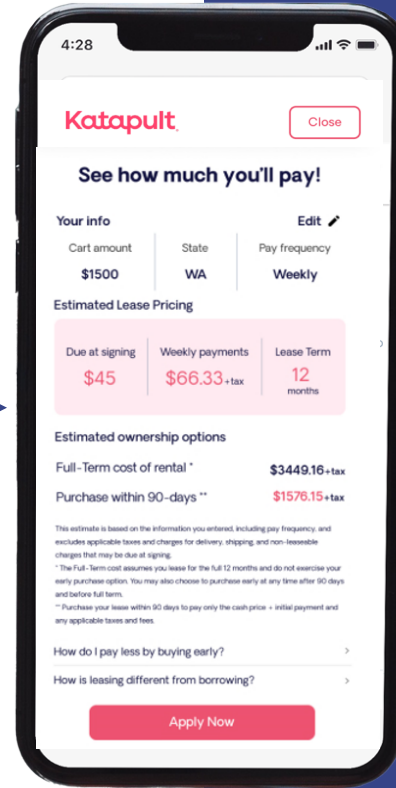 4:28
Katapult
Close
See how much you'll pay!
Your info
Edit
Cart amount
State
Pay frequency
$1500
WA
Weekly
Estimated Lease Pricing
Due at signing
Weekly payments
Lease Term
$45
$66.33 +tax
12
months
Estimated ownership options
Full-Term cost of rental *
$3449.16+tax
Purchase within 90-days **
$1576.15+tax
This estimate is based on the information you entered, including pay frequency, and
excludes applicable taxes and charges for delivery, shipping, and non-leaseable
charges that may be due at signing.
* The Full-Term cost assumes you lease for the full 12 months and do not exercise your
early purchase option. You may also choose to purchase early at any time after 90 days
and before full term.
** Purchase your lease within 90 days to pay only the cash price + initial payment and
any applicable taxes and fees.
How do I pay less by buying early?
How is leasing different from borrowing?
Apply Now